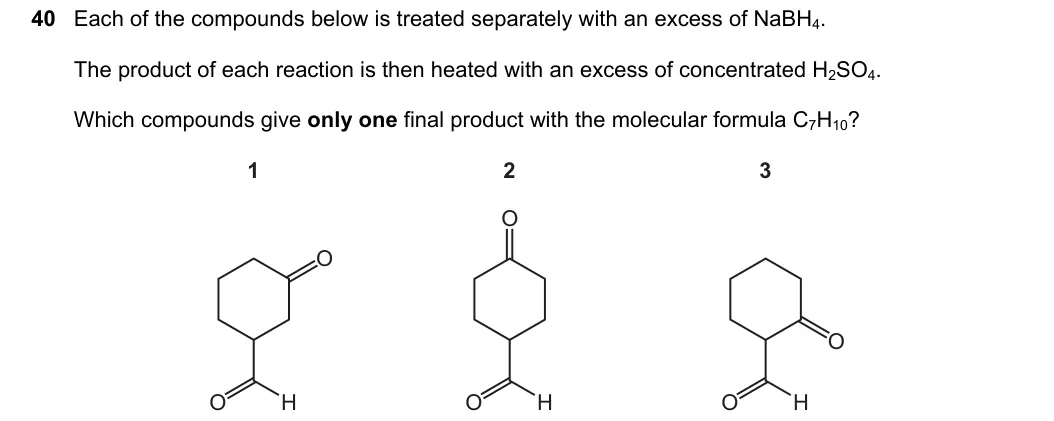 40 Each of the compounds below is treated separately with an excess of NaBH₄.
The product of each reaction is then heated with an excess of concentrated H₂SO₄.
Which compounds give only one final product with the molecular formula C₇H₁₀?
1 2 3
O
O
O
O H O H O H